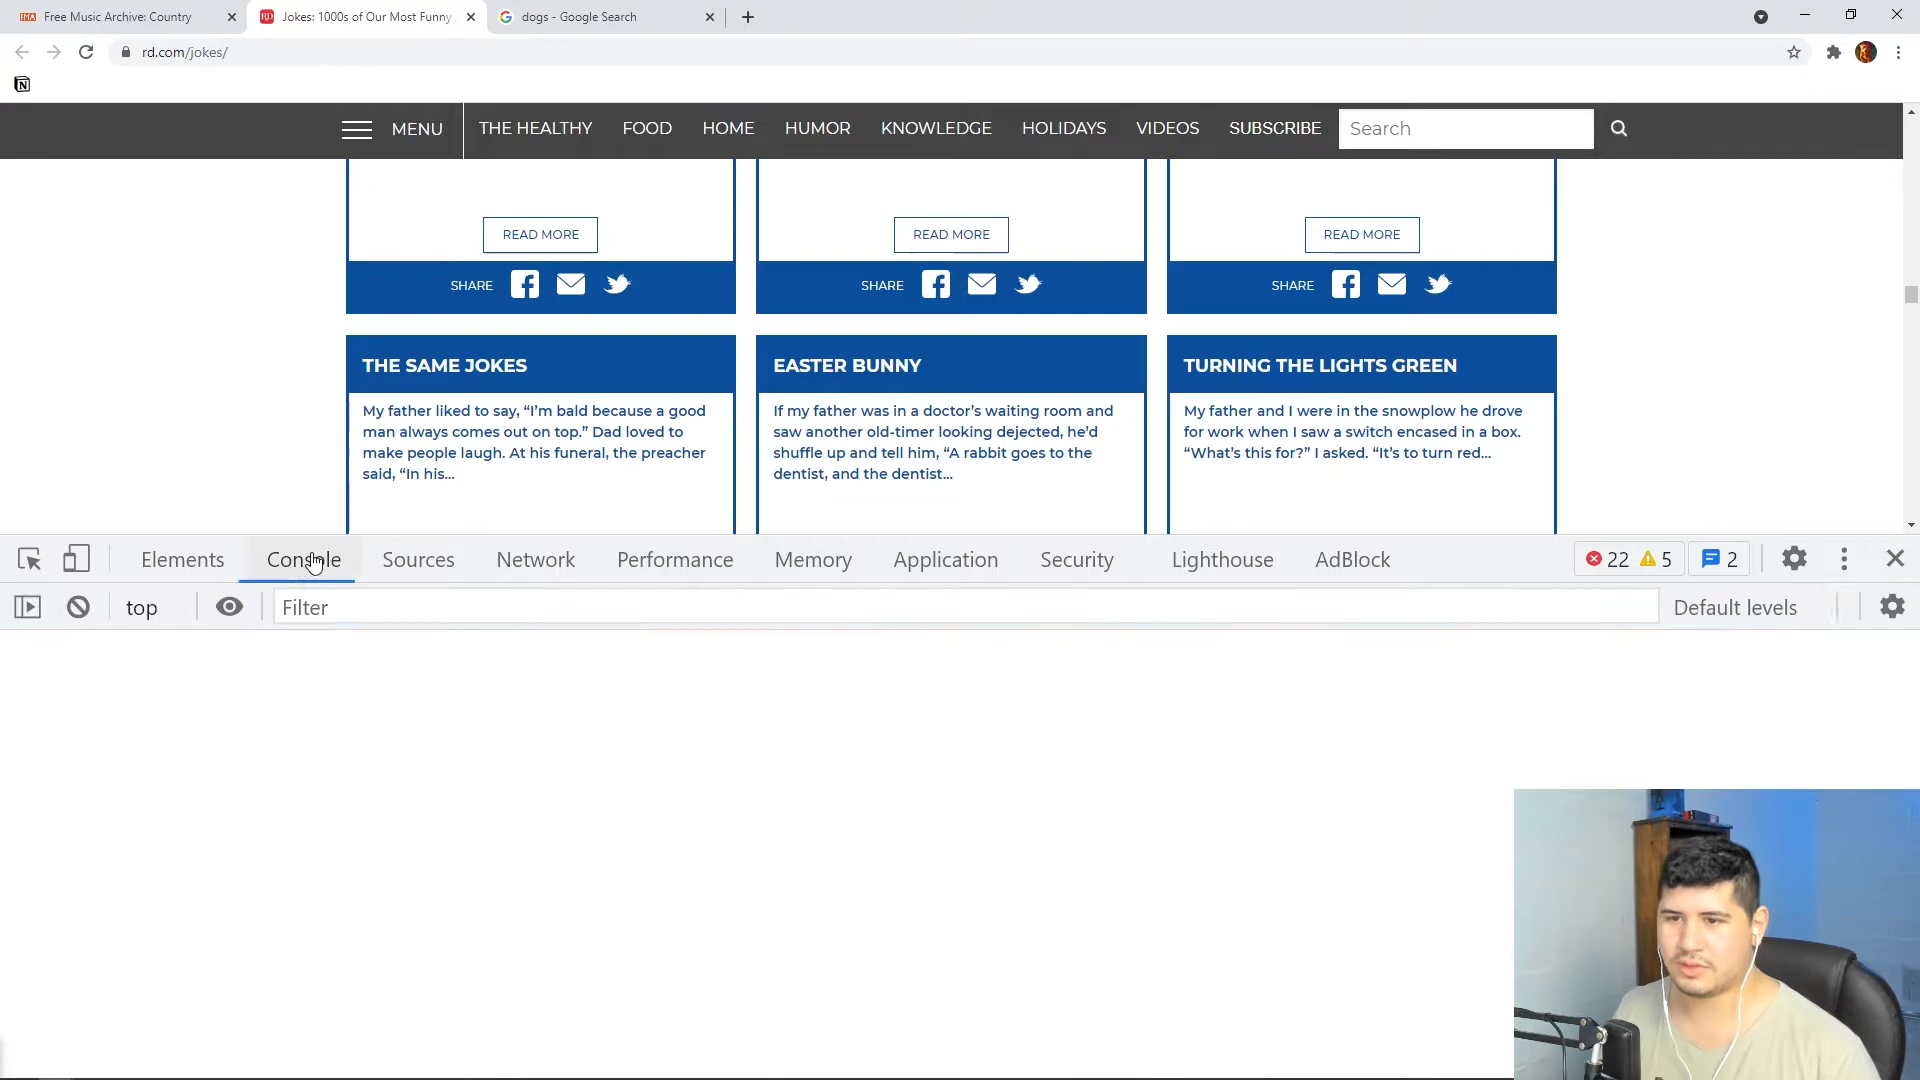 Free Music Archive: Country
Jokes: 1000s of Our Most Funny
dogs - Google Search
rd.com/jokes/
MENU
THE HEALTHY
FOOD
HOME
HUMOR
KNOWLEDGE
HOLIDAYS
VIDEOS
SUBSCRIBE
Search
READ MORE
READ MORE
READ MORE
SHARE
SHARE
SHARE
THE SAME JOKES
My father liked to say, “I’m bald because a good
man always comes out on top.” Dad loved to
make people laugh. At his funeral, the preacher
said, “In his...
EASTER BUNNY
If my father was in a doctor’s waiting room and
saw another old-timer looking dejected, he’d
shuffle up and tell him, “A rabbit goes to the
dentist, and the dentist...
TURNING THE LIGHTS GREEN
My father and I were in the snowplow he drove
for work when I saw a switch encased in a box.
“What’s this for?” I asked. “It’s to turn red...
Elements
Console
Sources
Network
Performance
Memory
Application
Security
Lighthouse
AdBlock
22
5
2
top
Filter
Default levels